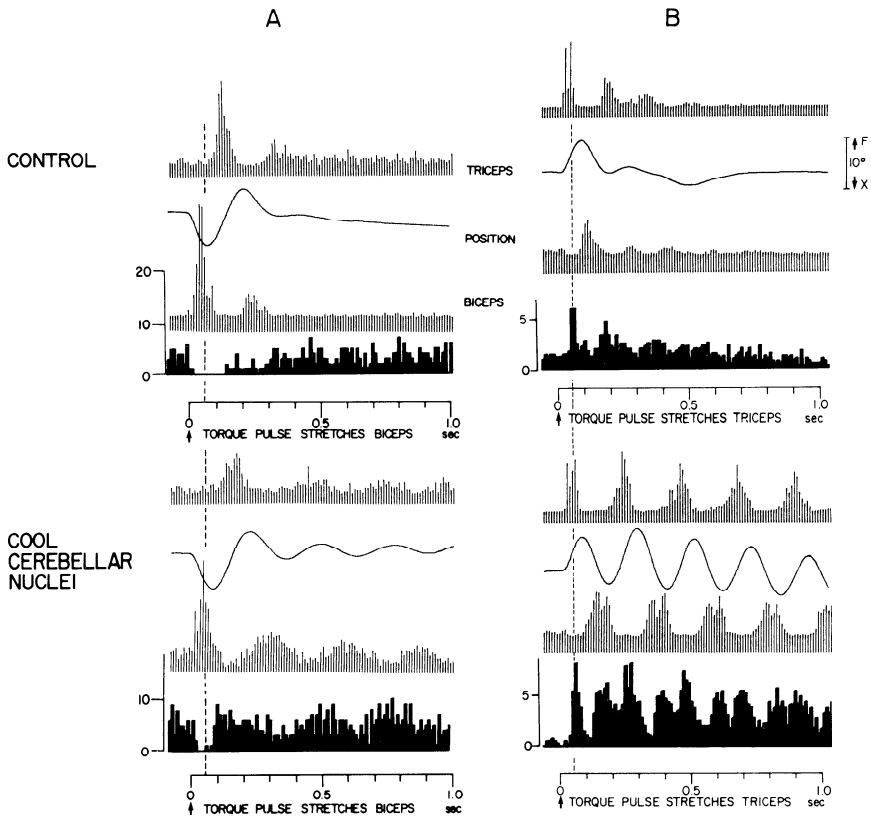 A
B
CONTROL
TRICEPS
POSITION
BICEPS
F
10°
X
20
10
0
5
0
0
0.5
1.0
TORQUE PULSE STRETCHES BICEPS
sec
0
0.5
1.0
TORQUE PULSE STRETCHES TRICEPS
sec
COOL
CEREBELLAR
NUCLEI
10
0
5
0
0
0.5
1.0
TORQUE PULSE STRETCHES BICEPS
sec
0
0.5
1.0
TORQUE PULSE STRETCHES TRICEPS
sec